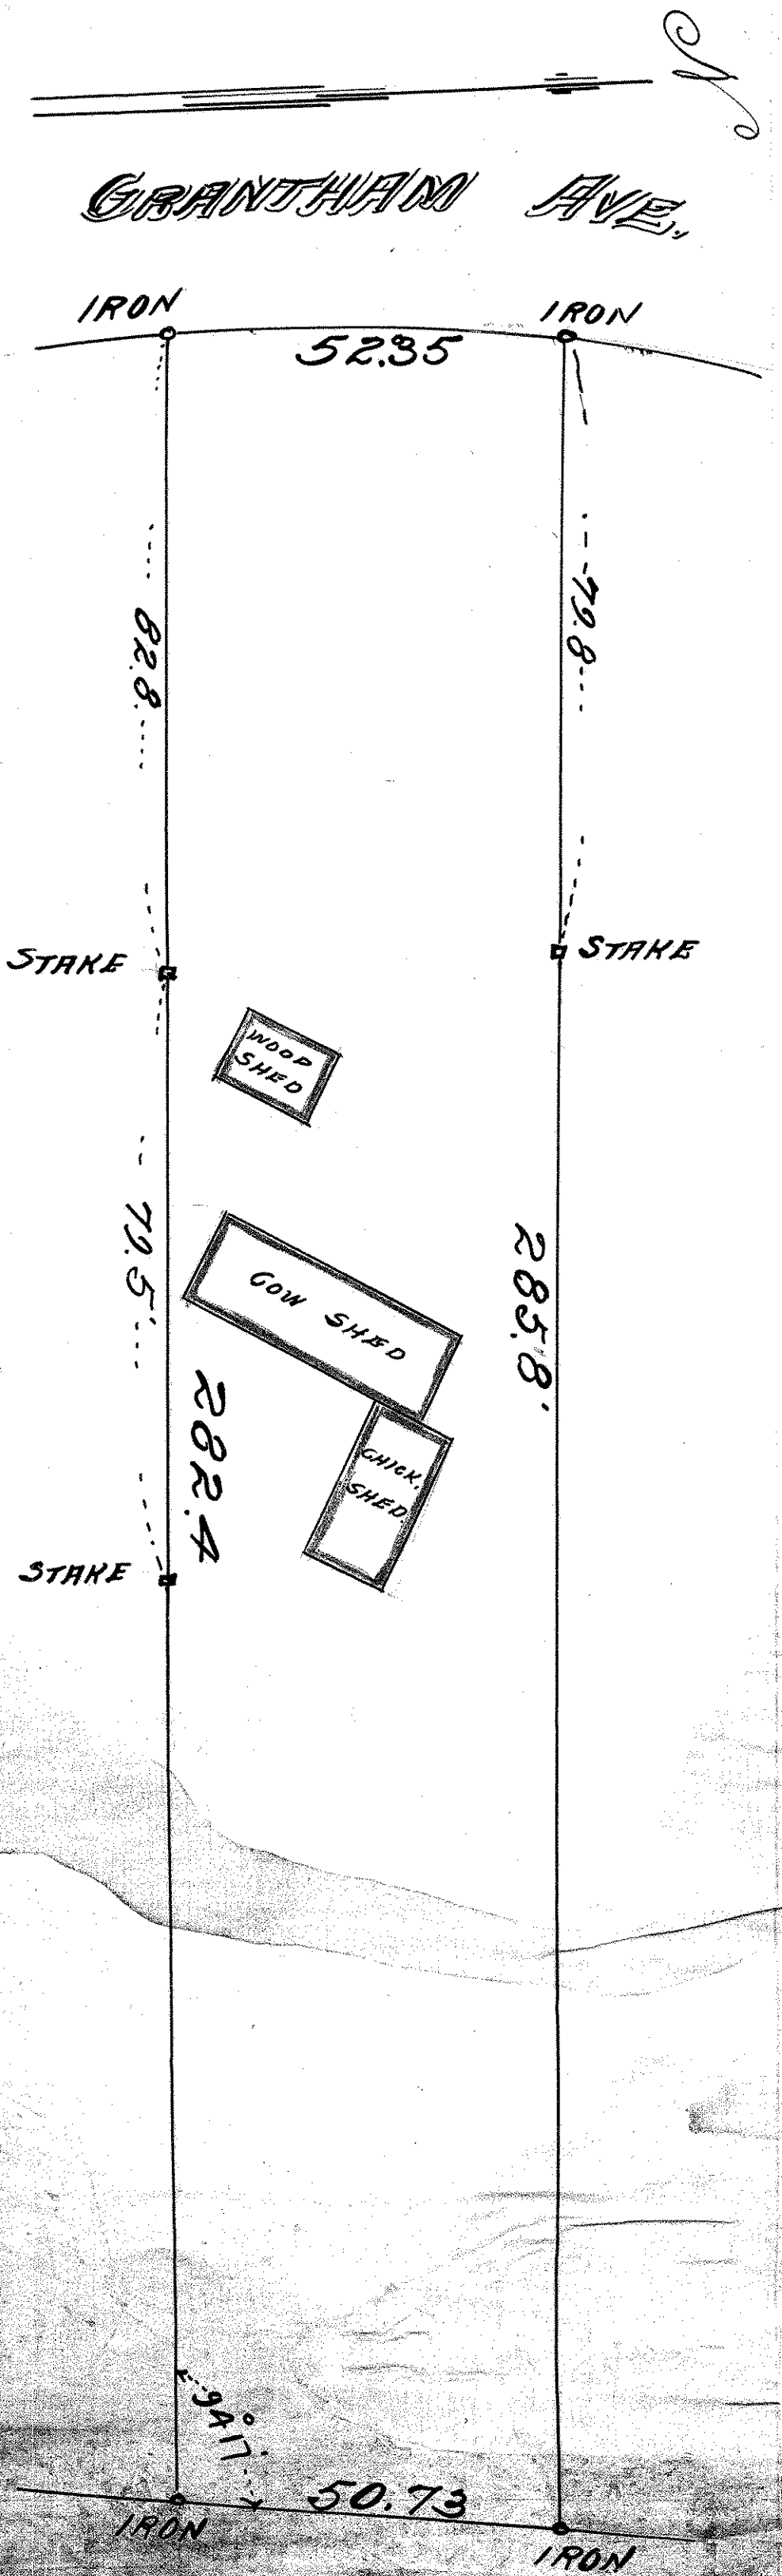 N
GRANTHAM AVE.
IRON
IRON
52.35
82.8
79.8
STAKE
STAKE
WOOD
SHED
79.5'
COW SHED
285.8'
282.4
CHICK.
SHED.
STAKE
94°17'
50.73
IRON
IRON